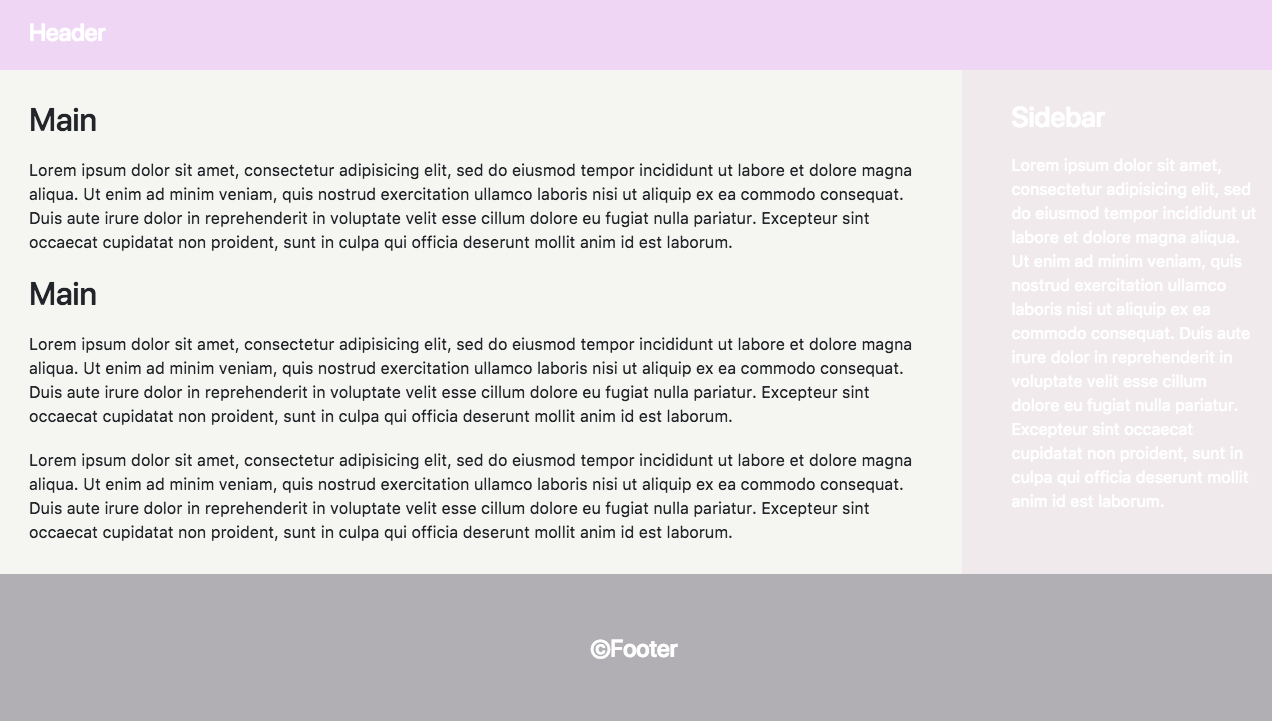 Header
Main
Lorem ipsum dolor sit amet, consectetur adipisicing elit, sed do eiusmod tempor incididunt ut labore et dolore magna
aliqua. Ut enim ad minim veniam, quis nostrud exercitation ullamco laboris nisi ut aliquip ex ea commodo consequat.
Duis aute irure dolor in reprehenderit in voluptate velit esse cillum dolore eu fugiat nulla pariatur. Excepteur sint
occaecat cupidatat non proident, sunt in culpa qui officia deserunt mollit anim id est laborum.
Main
Lorem ipsum dolor sit amet, consectetur adipisicing elit, sed do eiusmod tempor incididunt ut labore et dolore magna
aliqua. Ut enim ad minim veniam, quis nostrud exercitation ullamco laboris nisi ut aliquip ex ea commodo consequat.
Duis aute irure dolor in reprehenderit in voluptate velit esse cillum dolore eu fugiat nulla pariatur. Excepteur sint
occaecat cupidatat non proident, sunt in culpa qui officia deserunt mollit anim id est laborum.
Lorem ipsum dolor sit amet, consectetur adipisicing elit, sed do eiusmod tempor incididunt ut labore et dolore magna
aliqua. Ut enim ad minim veniam, quis nostrud exercitation ullamco laboris nisi ut aliquip ex ea commodo consequat.
Duis aute irure dolor in reprehenderit in voluptate velit esse cillum dolore eu fugiat nulla pariatur. Excepteur sint
occaecat cupidatat non proident, sunt in culpa qui officia deserunt mollit anim id est laborum.
Sidebar
Lorem ipsum dolor sit amet,
consectetur adipisicing elit, sed
do eiusmod tempor incididunt ut
labore et dolore magna aliqua.
Ut enim ad minim veniam, quis
nostrud exercitation ullamco
laboris nisi ut aliquip ex ea
commodo consequat. Duis aute
irure dolor in reprehenderit in
voluptate velit esse cillum
dolore eu fugiat nulla pariatur.
Excepteur sint occaecat
cupidatat non proident, sunt in
culpa qui officia deserunt mollit
anim id est laborum.
©Footer